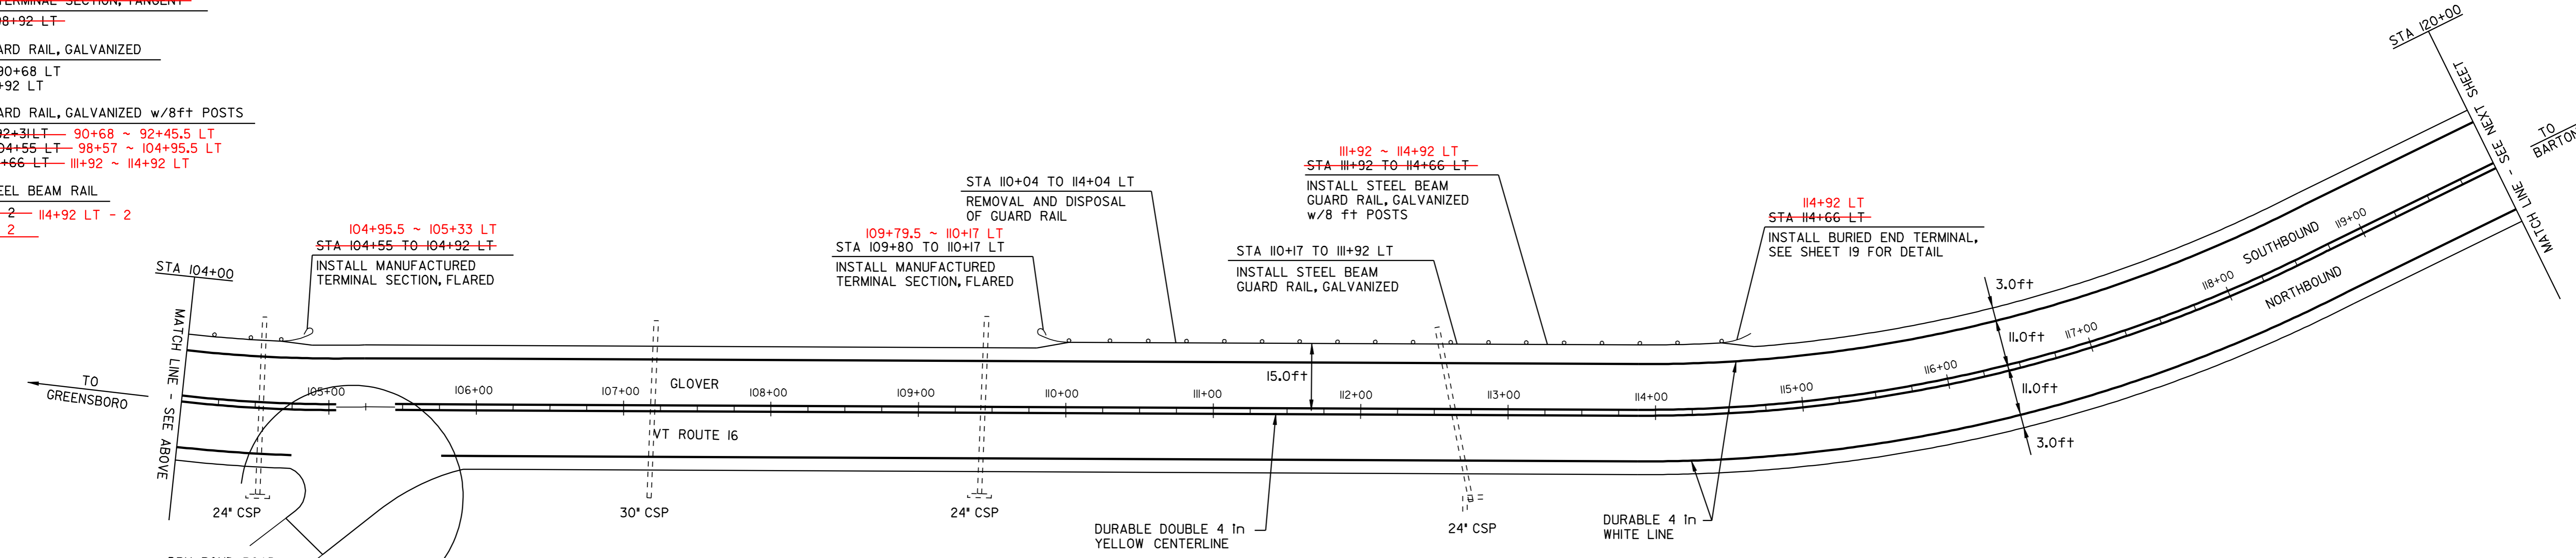 TERMINAL SECTION, TANGENT
98+92 LT
ARD RAIL, GALVANIZED
90+68 LT
+92 LT
ARD RAIL, GALVANIZED w/8ft POSTS
92+31LT 90+68 ~ 92+45.5 LT
04+55 LT 98+57 ~ 104+95.5 LT
+66 LT 111+92 ~ 114+92 LT
EEL BEAM RAIL
2 114+92 LT - 2
2
104+95.5 ~ 105+33 LT
STA 104+55 TO 104+92 LT
INSTALL MANUFACTURED
TERMINAL SECTION, FLARED
109+79.5 ~ 110+17 LT
STA 109+80 TO 110+17 LT
INSTALL MANUFACTURED
TERMINAL SECTION, FLARED
STA 110+04 TO 114+04 LT
REMOVAL AND DISPOSAL
OF GUARD RAIL
STA 110+17 TO 111+92 LT
INSTALL STEEL BEAM
GUARD RAIL, GALVANIZED
111+92 ~ 114+92 LT
STA 111+92 TO 114+66 LT
INSTALL STEEL BEAM
GUARD RAIL, GALVANIZED
w/8 ft POSTS
114+92 LT
STA 114+66 LT
INSTALL BURIED END TERMINAL,
SEE SHEET 19 FOR DETAIL
STA 104+00
MATCH LINE - SEE ABOVE
TO
GREENSBORO
105+00
106+00
107+00
108+00
109+00
110+00
111+00
112+00
113+00
114+00
115+00
116+00
117+00
118+00
119+00
GLOVER
VT ROUTE 16
15.0ft
SOUTHBOUND
NORTHBOUND
3.0ft
11.0ft
11.0ft
3.0ft
STA 120+00
MATCH LINE - SEE NEXT SHEET
TO
BARTON
24" CSP
30" CSP
24" CSP
24" CSP
DURABLE DOUBLE 4 in
YELLOW CENTERLINE
DURABLE 4 in
WHITE LINE